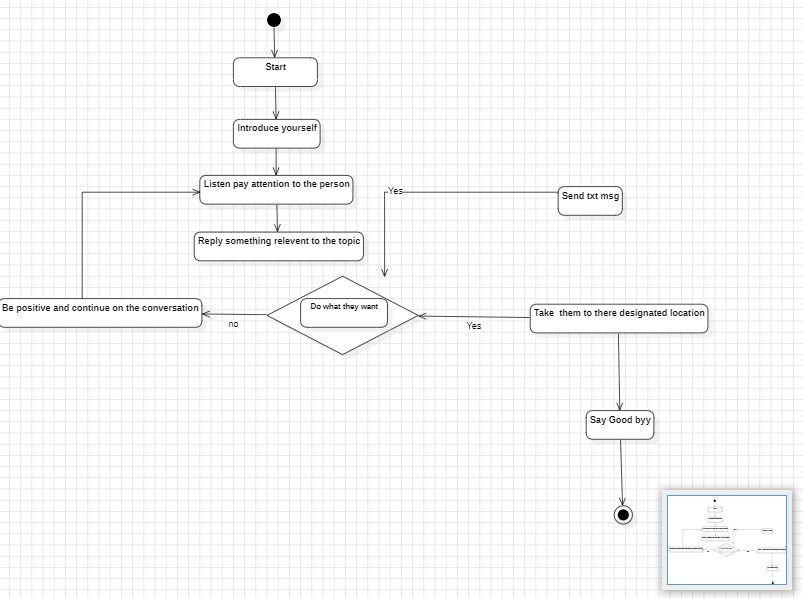 Start
Introduce yourself
Listen pay attention to the person
Yes
Send txt msg
Reply something relevent to the topic
Be positive and continue on the conversation
no
Do what they want
Yes
Take  them to there designated location
Say Good byy